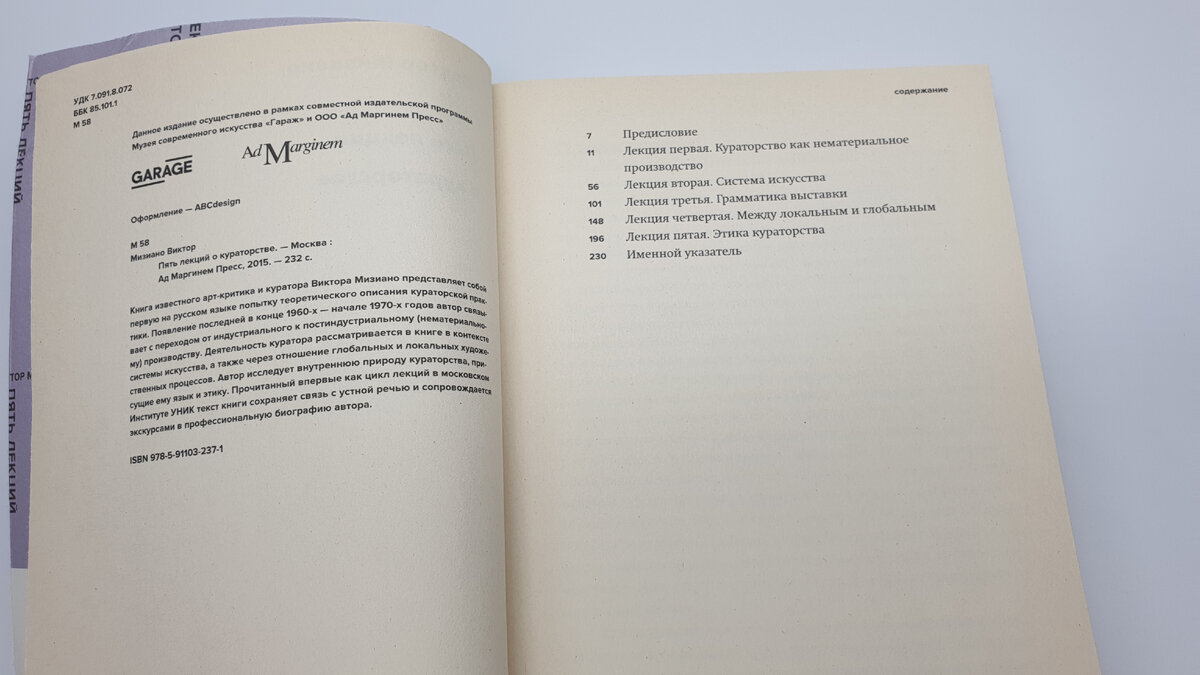 УДК 7.091.8.072
ББК 85.101.1
М 58
Данное издание осуществлено в рамках совместной издательской программы
Музея современного искусства «Гараж» и ООО «Ад Маргинем Пресс»
GARAGE
Ad Marginem
Оформление — ABCdesign
М 58
Мизиано Виктор
Пять лекций о кураторстве. — Москва :
Ад Маргинем Пресс, 2015. — 232 с.
Книга известного арт-критика и куратора Виктора Мизиано представляет собой
первую на русском языке попытку теоретического описания кураторской прак-
тики. Появление последней в конце 1960-х — начале 1970-х годов автор связы-
вает с переходом от индустриального к постиндустриальному (нематериально-
му) производству. Деятельность куратора рассматривается в книге в контексте
системы искусства, а также через отношение глобальных и локальных художе-
ственных процессов. Автор исследует внутреннюю природу кураторства, при-
сущие ему язык и этику. Прочитанный впервые как цикл лекций в московском
Институте УНИК текст книги сохраняет связь с устной речью и сопровождается
экскурсами в профессиональную биографию автора.
ISBN 978-5-91103-237-1
ПЯТЬ ЛЕКЦИЙ
ТОР М
ПЯТЬ ЛЕКЦИЙ
содержание
7 Предисловие
11 Лекция первая. Кураторство как нематериальное
производство
56 Лекция вторая. Система искусства
101 Лекция третья. Грамматика выставки
148 Лекция четвертая. Между локальным и глобальным
196 Лекция пятая. Этика кураторства
230 Именной указатель